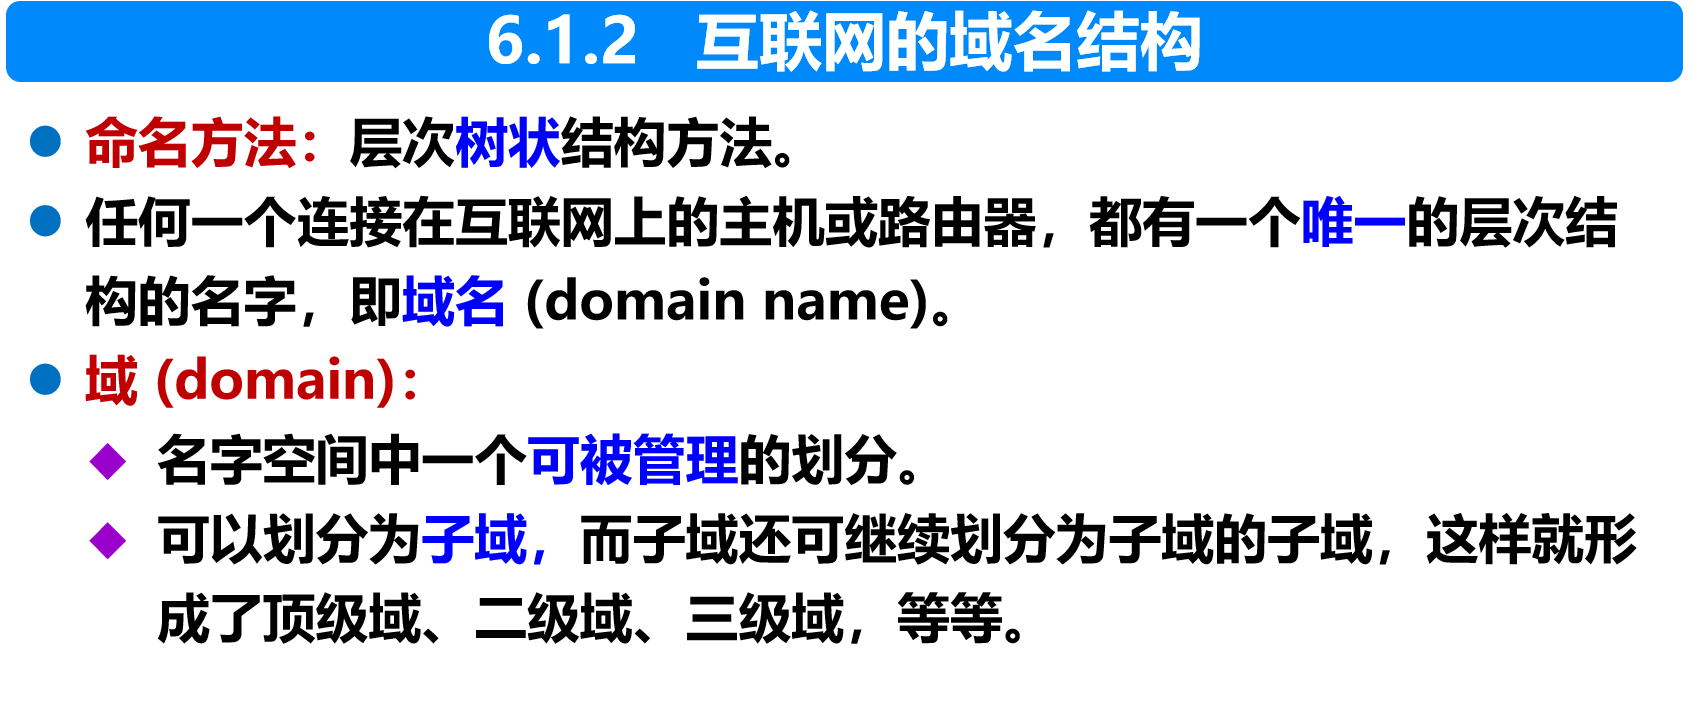 6.1.2 互联网的域名结构
命名方法：层次树状结构方法。
任何一个连接在互联网上的主机或路由器，都有一个唯一的层次结
构的名字，即域名 (domain name)。
域 (domain)：
名字空间中一个可被管理的划分。
可以划分为子域，而子域还可继续划分为子域的子域，这样就形
成了顶级域、二级域、三级域，等等。